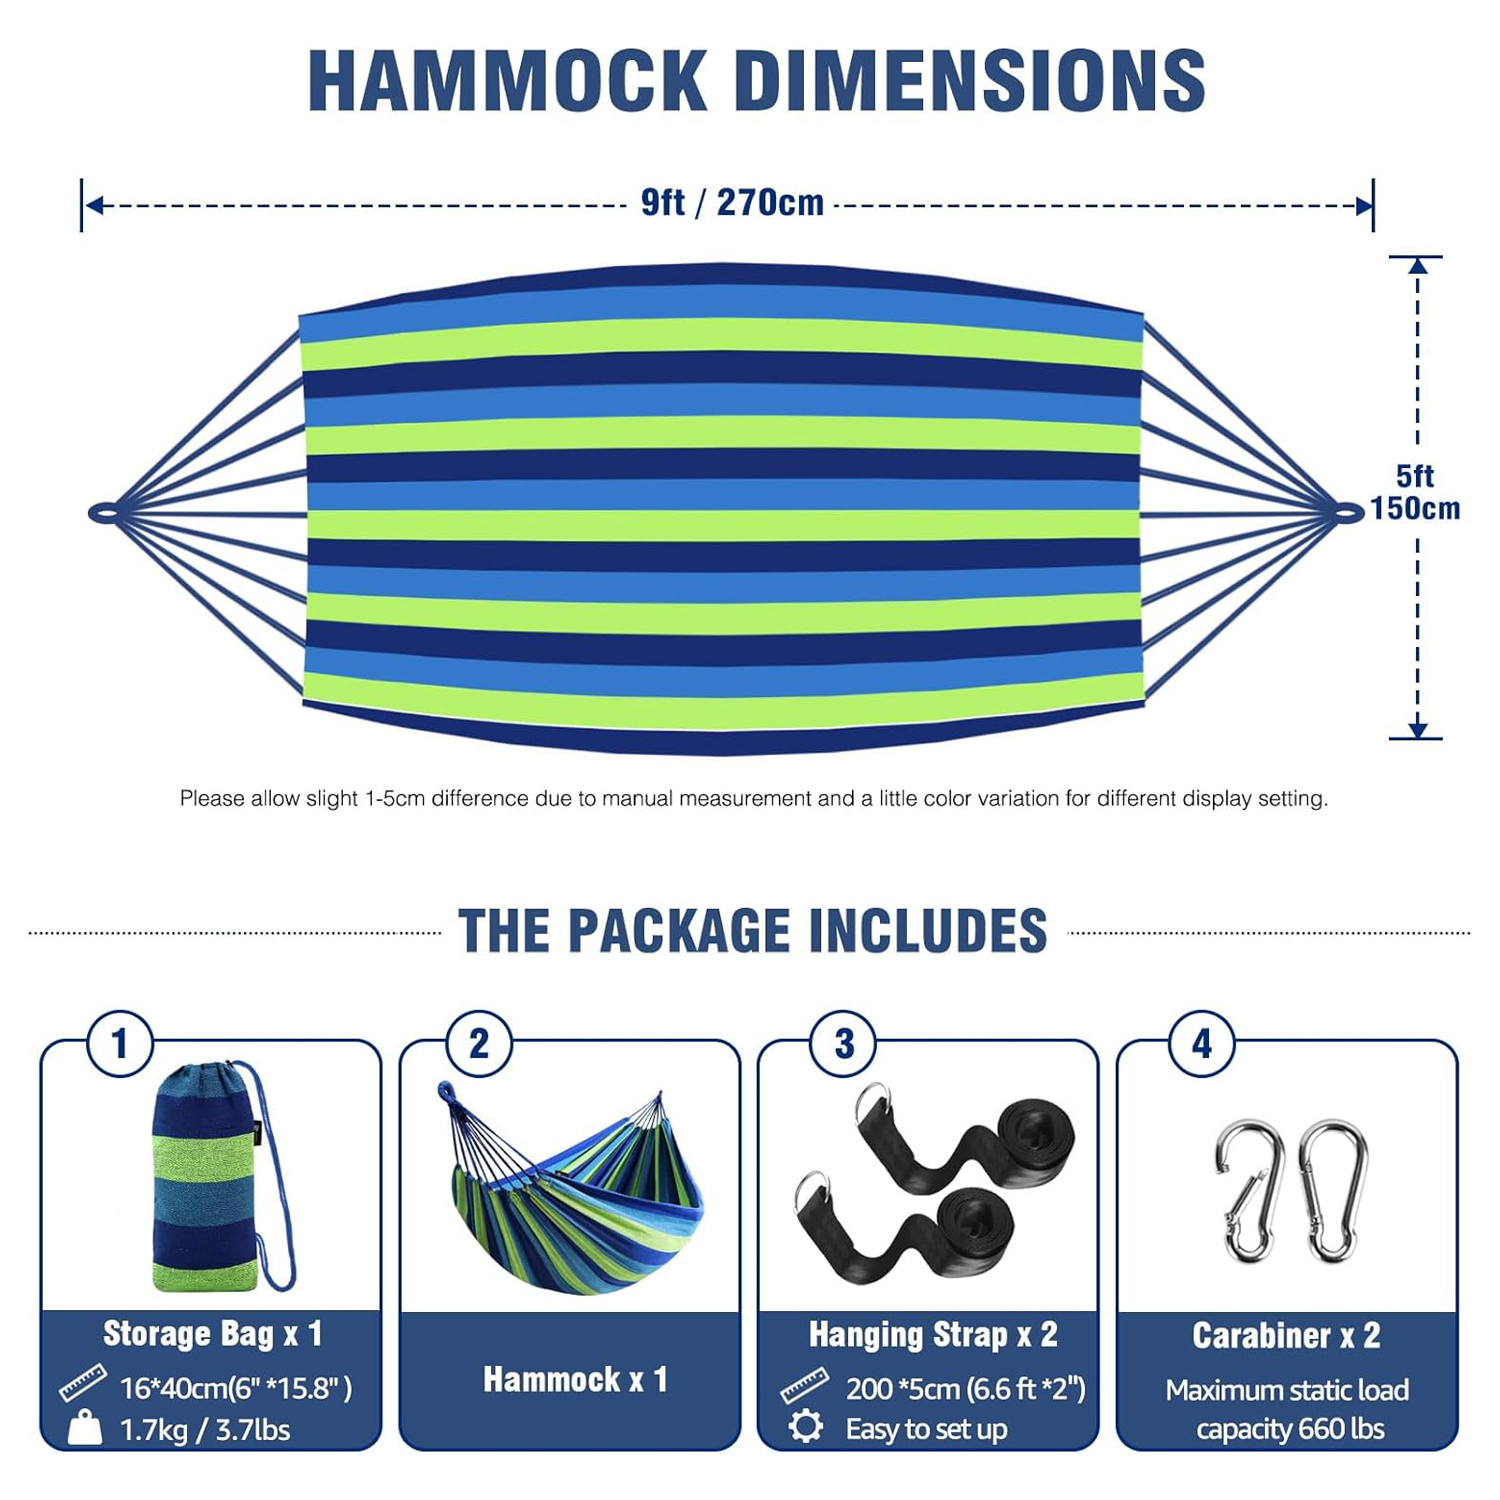 HAMMOCK DIMENSIONS
9ft / 270cm
5ft
150cm
Please allow slight 1-5cm difference due to manual measurement and a little color variation for different display setting.
THE PACKAGE INCLUDES
1
2
3
4
Storage Bag x 1
16*40cm(6" *15.8" )
1.7kg / 3.7lbs
Hammock x 1
Hanging Strap x 2
200 *5cm (6.6 ft *2")
Easy to set up
Carabiner x 2
Maximum static load
capacity 660 lbs